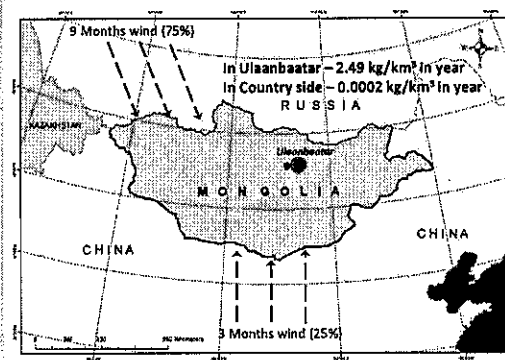 9 Months wind {75%}
In Ulaanbaatar – 2.49 kg/km³ in year
In Country side – 0.0002 kg/km³ in year
RUSSIA
KAZAKHSTAN
Ulaanbaatar
MONGOLIA
CHINA
CHINA
3 Months wind {25%}